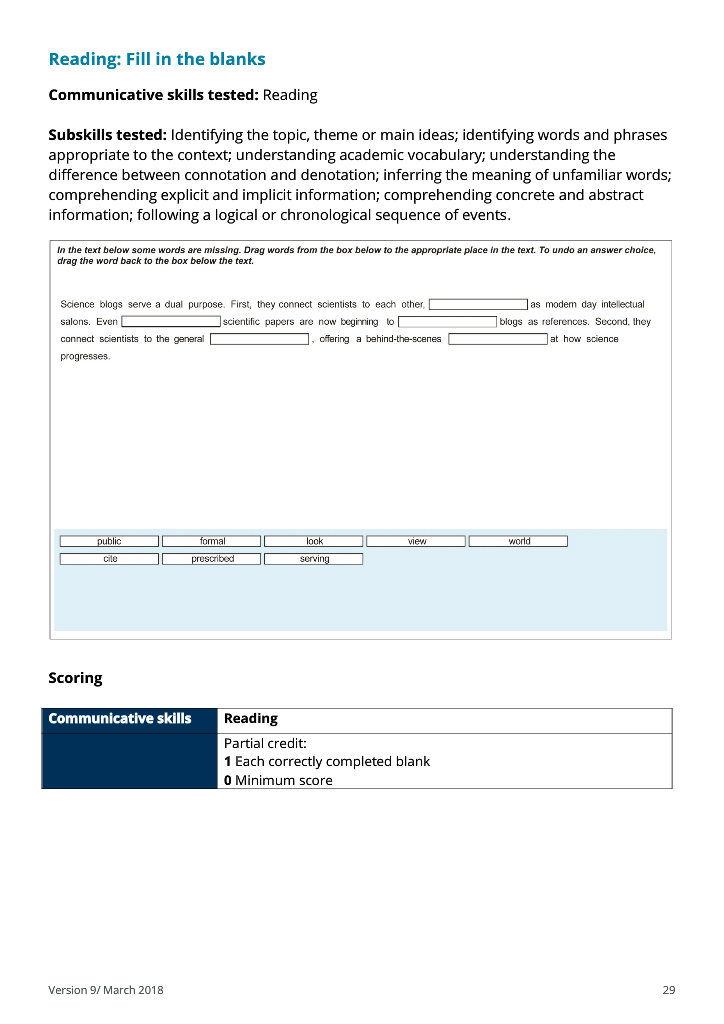 Reading: Fill in the blanks
Communicative skills tested: Reading
Subskills tested: Identifying the topic, theme or main ideas; identifying words and phrases
appropriate to the context; understanding academic vocabulary; understanding the
difference between connotation and denotation; inferring the meaning of unfamiliar words;
comprehending explicit and implicit information; comprehending concrete and abstract
information; following a logical or chronological sequence of events.
In the text below some words are missing. Drag words from the box below to the appropriate place in the text. To undo an answer choice,
drag the word back to the box below the text.
Science blogs serve a dual purpose. First, they connect scientists to each other, as modern day intellectual
salons. Even scientific papers are now beginning to blogs as references. Second, they
connect scientists to the general , offering a behind-the-scenes at how science
progresses.
public formal look view world
cite prescribed serving
Scoring
Communicative skills Reading
Partial credit:
1 Each correctly completed blank
0 Minimum score
Version 9/ March 2018 29